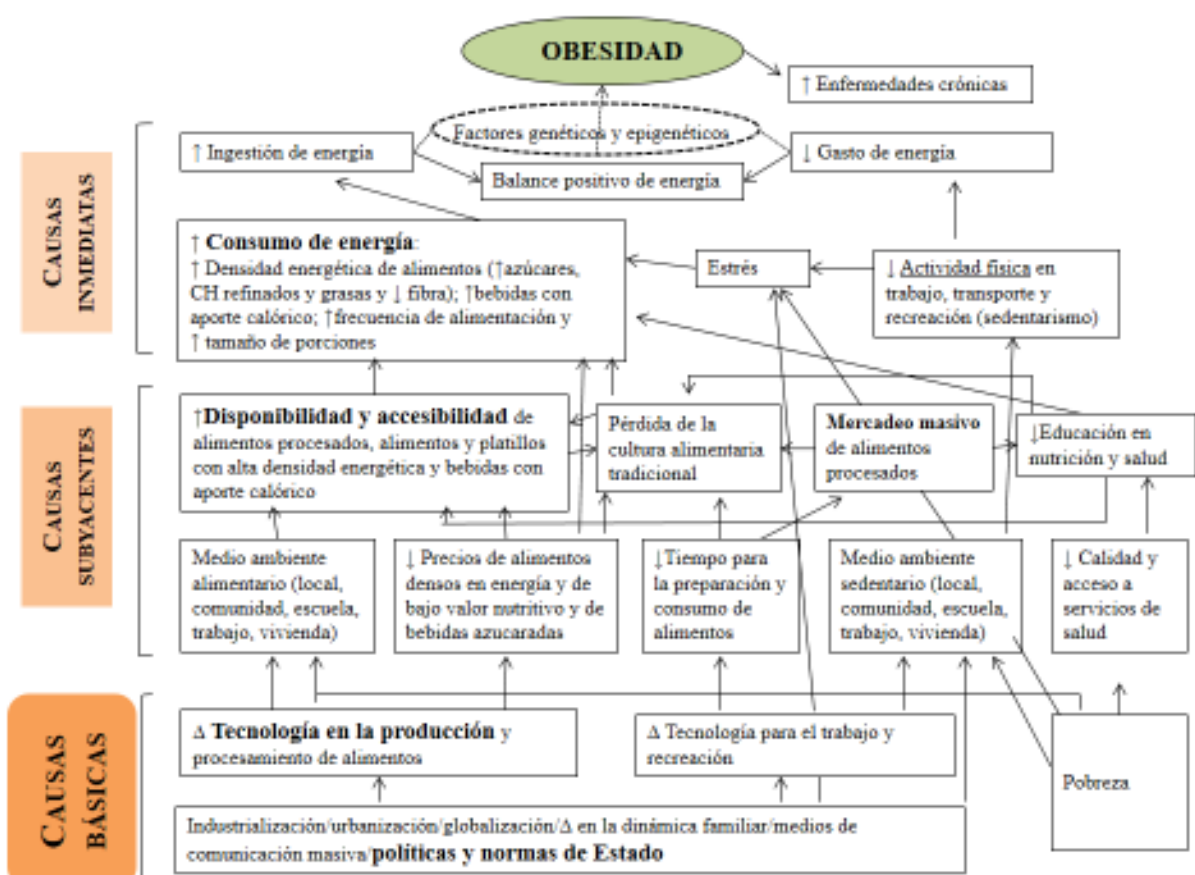 OBESIDAD
↑ Enfermedades crónicas
Factores genéticos y epigenéticos
↑ Ingestión de energía
↓ Gasto de energía
Balance positivo de energía
CAUSAS
INMEDIATAS
↑ Consumo de energía:
↑ Densidad energética de alimentos (↑azúcares,
CH refinados y grasas y ↓ fibra); ↑bebidas con
aporte calórico; ↑frecuencia de alimentación y
↑ tamaño de porciones
Estrés
↓ Actividad física en
trabajo, transporte y
recreación (sedentarismo)
CAUSAS
SUBYACENTES
↑Disponibilidad y accesibilidad de
alimentos procesados, alimentos y platillos
con alta densidad energética y bebidas con
aporte calórico
Pérdida de la
cultura alimentaria
tradicional
Mercadeo masivo
de alimentos
procesados
↓Educación en
nutrición y salud
Medio ambiente
alimentario (local,
comunidad, escuela,
trabajo, vivienda)
↓ Precios de alimentos
densos en energía y de
bajo valor nutritivo y de
bebidas azucaradas
↓Tiempo para
la preparación y
consumo de
alimentos
Medio ambiente
sedentario (local,
comunidad, escuela,
trabajo, vivienda)
↓ Calidad y
acceso a
servicios de
salud
CAUSAS
BÁSICAS
Δ Tecnología en la producción y
procesamiento de alimentos
Δ Tecnología para el trabajo y
recreación
Pobreza
Industrialización/urbanización/globalización/Δ en la dinámica familiar/medios de
comunicación masiva/políticas y normas de Estado